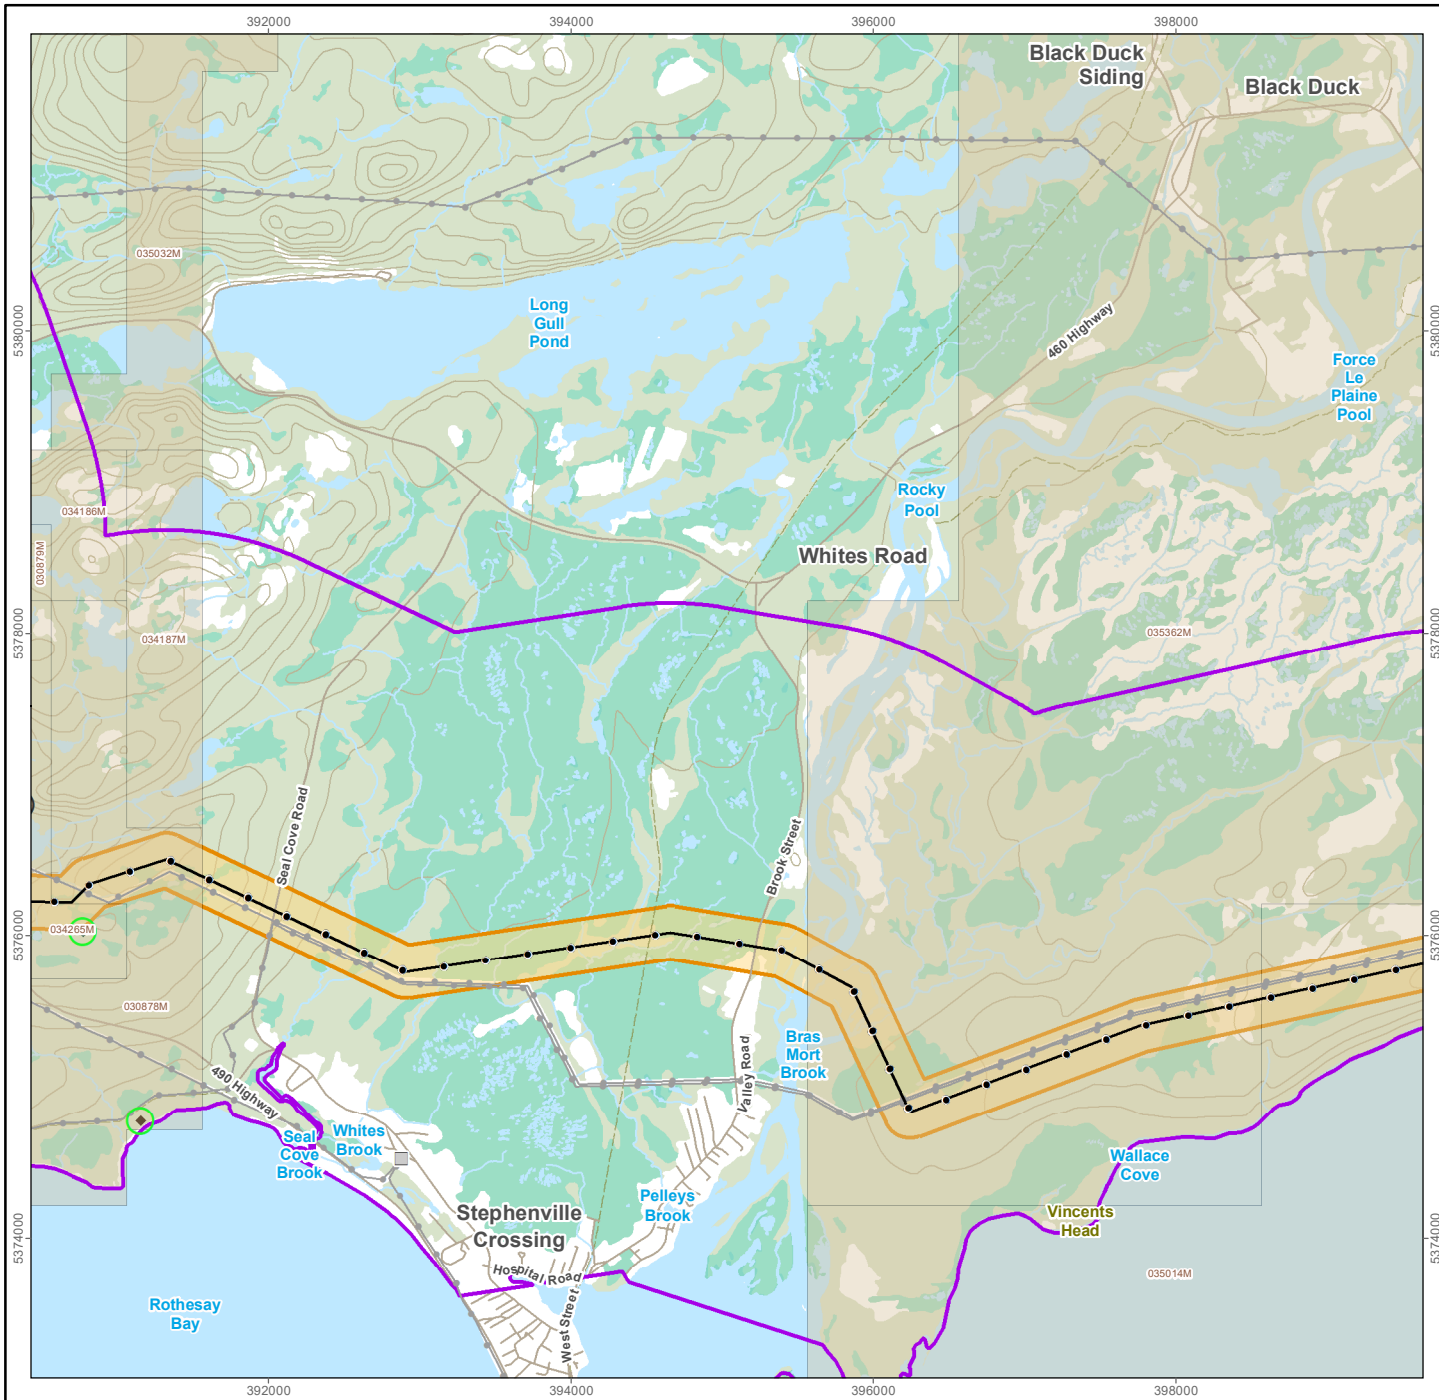 392000
394000
396000
398000
Black Duck
Siding
Black Duck
035032M
Long
Gull
Pond
460 Highway
5380000
5380000
Force
Le
Plaine
Pool
Rocky
Pool
034186M
Whites Road
030879M
034187M
035362M
5378000
5378000
Seal Cove Road
Brook Street
034265M
5376000
5376000
030878M
490 Highway
Bras
Mort
Brook
Valley Road
Seal
Cove
Brook
Whites
Brook
Wallace
Cove
Pelleys
Brook
Stephenville
Crossing
Vincents
Head
5374000
5374000
Hospital Road
035014M
Rothesay
Bay
West Street
392000
394000
396000
398000